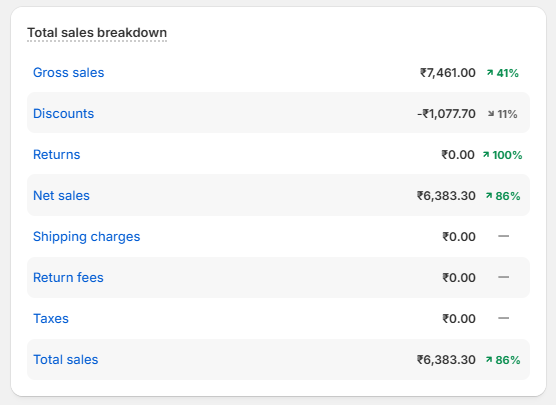 Total sales breakdown
Gross sales ₹7,461.00 ↗ 41%
Discounts -₹1,077.70 ↘ 11%
Returns ₹0.00 ↗ 100%
Net sales ₹6,383.30 ↗ 86%
Shipping charges ₹0.00 —
Return fees ₹0.00 —
Taxes ₹0.00 —
Total sales ₹6,383.30 ↗ 86%